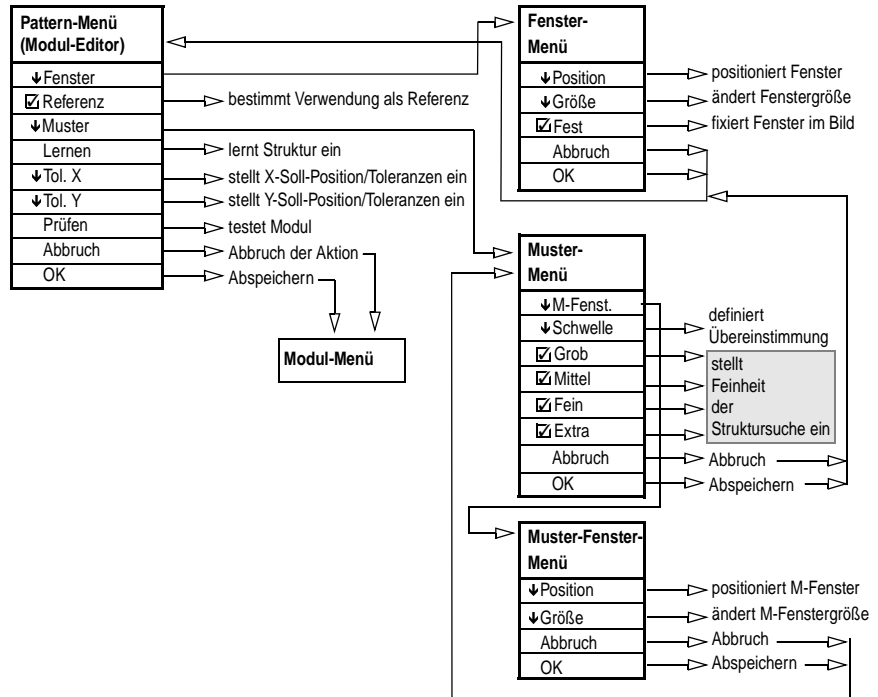 Pattern-Menü
(Modul-Editor)
Fenster
Referenz
bestimmt Verwendung als Referenz
Muster
Lernen
lernt Struktur ein
Tol. X
stellt X-Soll-Position/Toleranzen ein
Tol. Y
stellt Y-Soll-Position/Toleranzen ein
Prüfen
testet Modul
Abbruch
Abbruch der Aktion
OK
Abspeichern
Modul-Menü
Fenster-
Menü
Position
positioniert Fenster
Größe
ändert Fenstergröße
Fest
fixiert Fenster im Bild
Abbruch
OK
Muster-
Menü
M-Fenst.
Schwelle
definiert
Übereinstimmung
Grob
Mittel
Fein
Extra
stellt
Feinheit
der
Struktursuche ein
Abbruch
Abbruch
OK
Abspeichern
Muster-Fenster-
Menü
Position
positioniert M-Fenster
Größe
ändert M-Fenstergröße
Abbruch
Abbruch
OK
Abspeichern